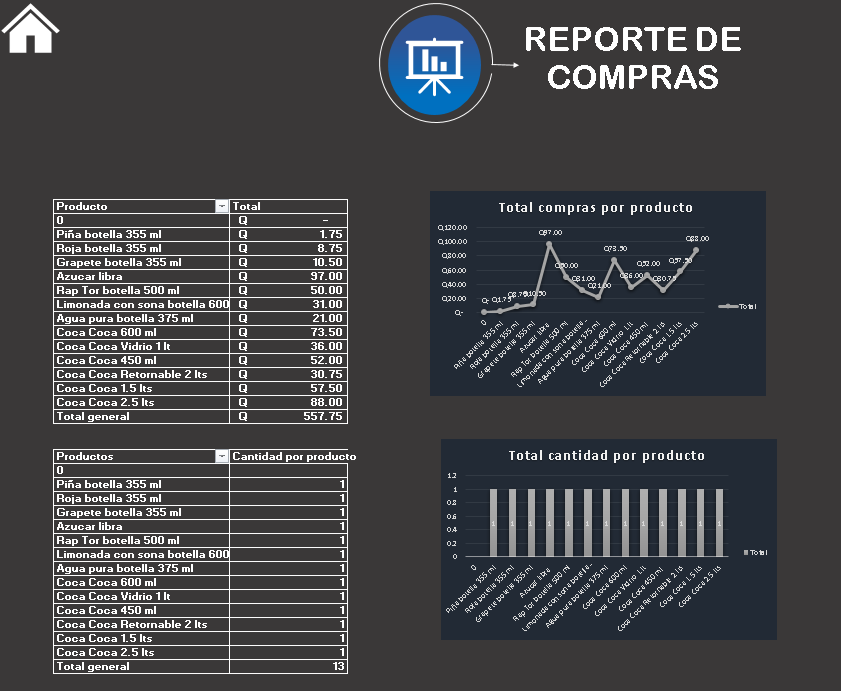 REPORTE DE
COMPRAS
Producto Total
0 Q -
Piña botella 355 ml Q 1.75
Roja botella 355 ml Q 8.75
Grapete botella 355 ml Q 10.50
Azucar libra Q 97.00
Rap Tor botella 500 ml Q 50.00
Limonada con sona botella 600 Q 31.00
Agua pura botella 375 ml Q 21.00
Coca Coca 600 ml Q 73.50
Coca Coca Vidrio 1 lt Q 36.00
Coca Coca 450 ml Q 52.00
Coca Coca Retornable 2 lts Q 30.75
Coca Coca 1.5 lts Q 57.50
Coca Coca 2.5 lts Q 88.00
Total general Q 557.75
Total compras por producto
Q120.00
Q100.00
Q80.00
Q60.00
Q40.00
Q20.00
Q-
Q- Q1.75 Q8.75 Q10.50 Q97.00 Q50.00 Q31.00 Q21.00 Q73.50 Q36.00 Q52.00 Q30.75 Q57.50 Q88.00
0
Piña botella 355 ml
Roja botella 355 ml
Grapete botella 355 ml
Azucar libra
Rap Tor botella 500 ml
Limonada con sona botella…
Agua pura botella 375 ml
Coca Coca 600 ml
Coca Coca Vidrio 1 lt
Coca Coca 450 ml
Coca Coca Retornable 2 lts
Coca Coca 1.5 lts
Coca Coca 2.5 lts
Total
Productos Cantidad por producto
0
Piña botella 355 ml 1
Roja botella 355 ml 1
Grapete botella 355 ml 1
Azucar libra 1
Rap Tor botella 500 ml 1
Limonada con sona botella 600 1
Agua pura botella 375 ml 1
Coca Coca 600 ml 1
Coca Coca Vidrio 1 lt 1
Coca Coca 450 ml 1
Coca Coca Retornable 2 lts 1
Coca Coca 1.5 lts 1
Coca Coca 2.5 lts 1
Total general 13
Total cantidad por producto
1.2
1
0.8
0.6
0.4
0.2
0
1 1 1 1 1 1 1 1 1 1 1 1 1
0
Piña botella 355 ml
Roja botella 355 ml
Grapete botella 355 ml
Azucar libra
Rap Tor botella 500 ml
Limonada con sona botella…
Agua pura botella 375 ml
Coca Coca 600 ml
Coca Coca Vidrio 1 lt
Coca Coca 450 ml
Coca Coca Retornable 2 lts
Coca Coca 1.5 lts
Coca Coca 2.5 lts
Total